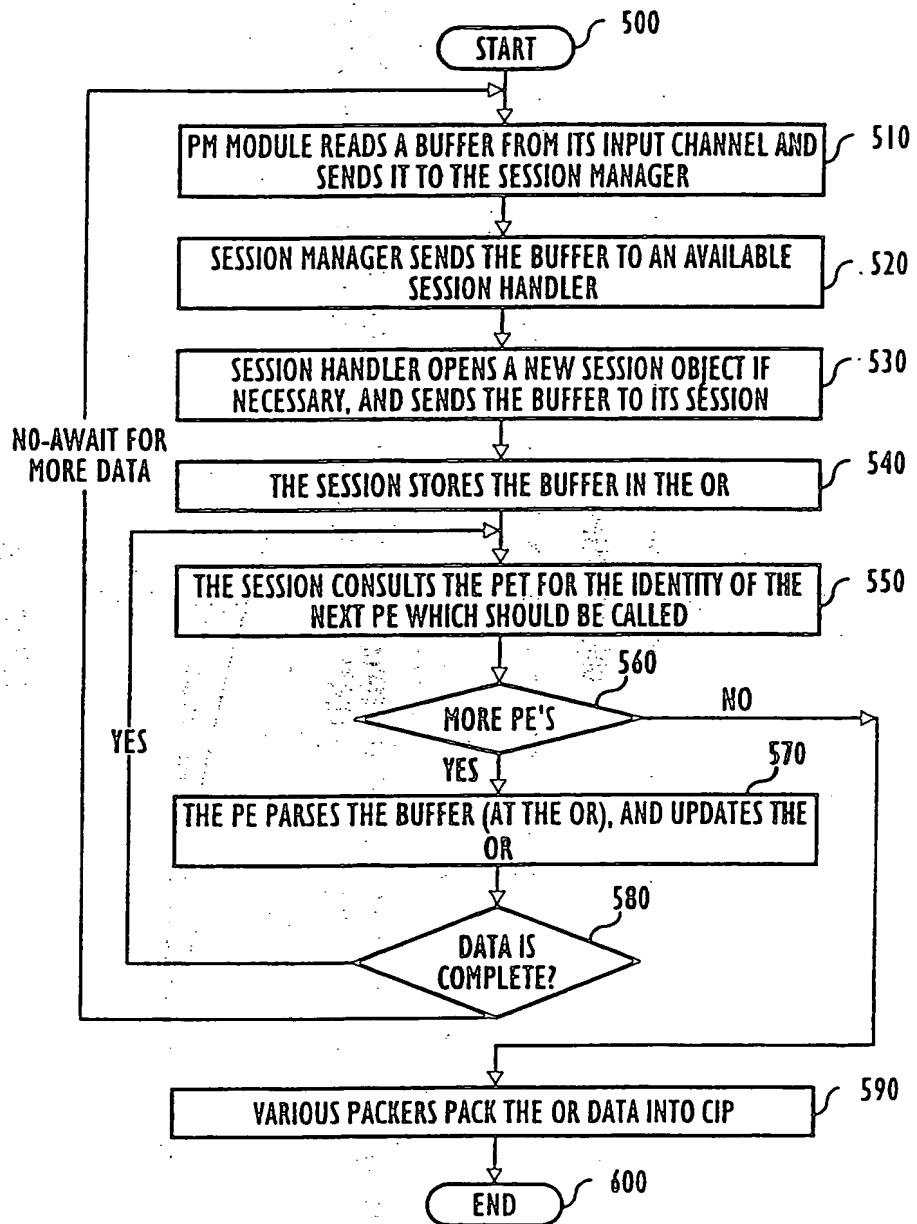 500
START
PM MODULE READS A BUFFER FROM ITS INPUT CHANNEL AND
SENDS IT TO THE SESSION MANAGER
510
SESSION MANAGER SENDS THE BUFFER TO AN AVAILABLE
SESSION HANDLER
520
SESSION HANDLER OPENS A NEW SESSION OBJECT IF
NECESSARY, AND SENDS THE BUFFER TO ITS SESSION
530
NO-AWAIT FOR
MORE DATA
THE SESSION STORES THE BUFFER IN THE OR
540
THE SESSION CONSULTS THE PET FOR THE IDENTITY OF THE
NEXT PE WHICH SHOULD BE CALLED
550
560
MORE PE'S
NO
YES
YES
570
THE PE PARSES THE BUFFER (AT THE OR), AND UPDATES THE
OR
580
DATA IS
COMPLETE?
VARIOUS PACKERS PACK THE OR DATA INTO CIP
590
END
600